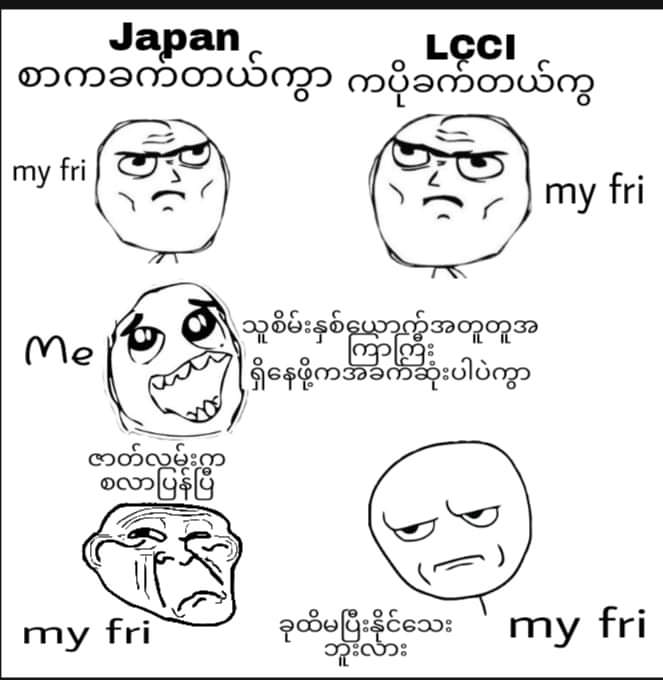 Japan
စာကခက်တယ်ကွာ
LCCI
ကပိုခက်တယ်ကွ
my fri
my fri
Me
သူစိမ်းနှစ်ယောက်အတူတူအ
ကြာကြီး
ရှိနေဖို့ကအခက်ဆုံးပါပဲကွာ
ဇာတ်လမ်းက
စလာပြန်ပြီ
my fri
ခုထိမပြီးနိုင်သေး
ဘူးလား
my fri